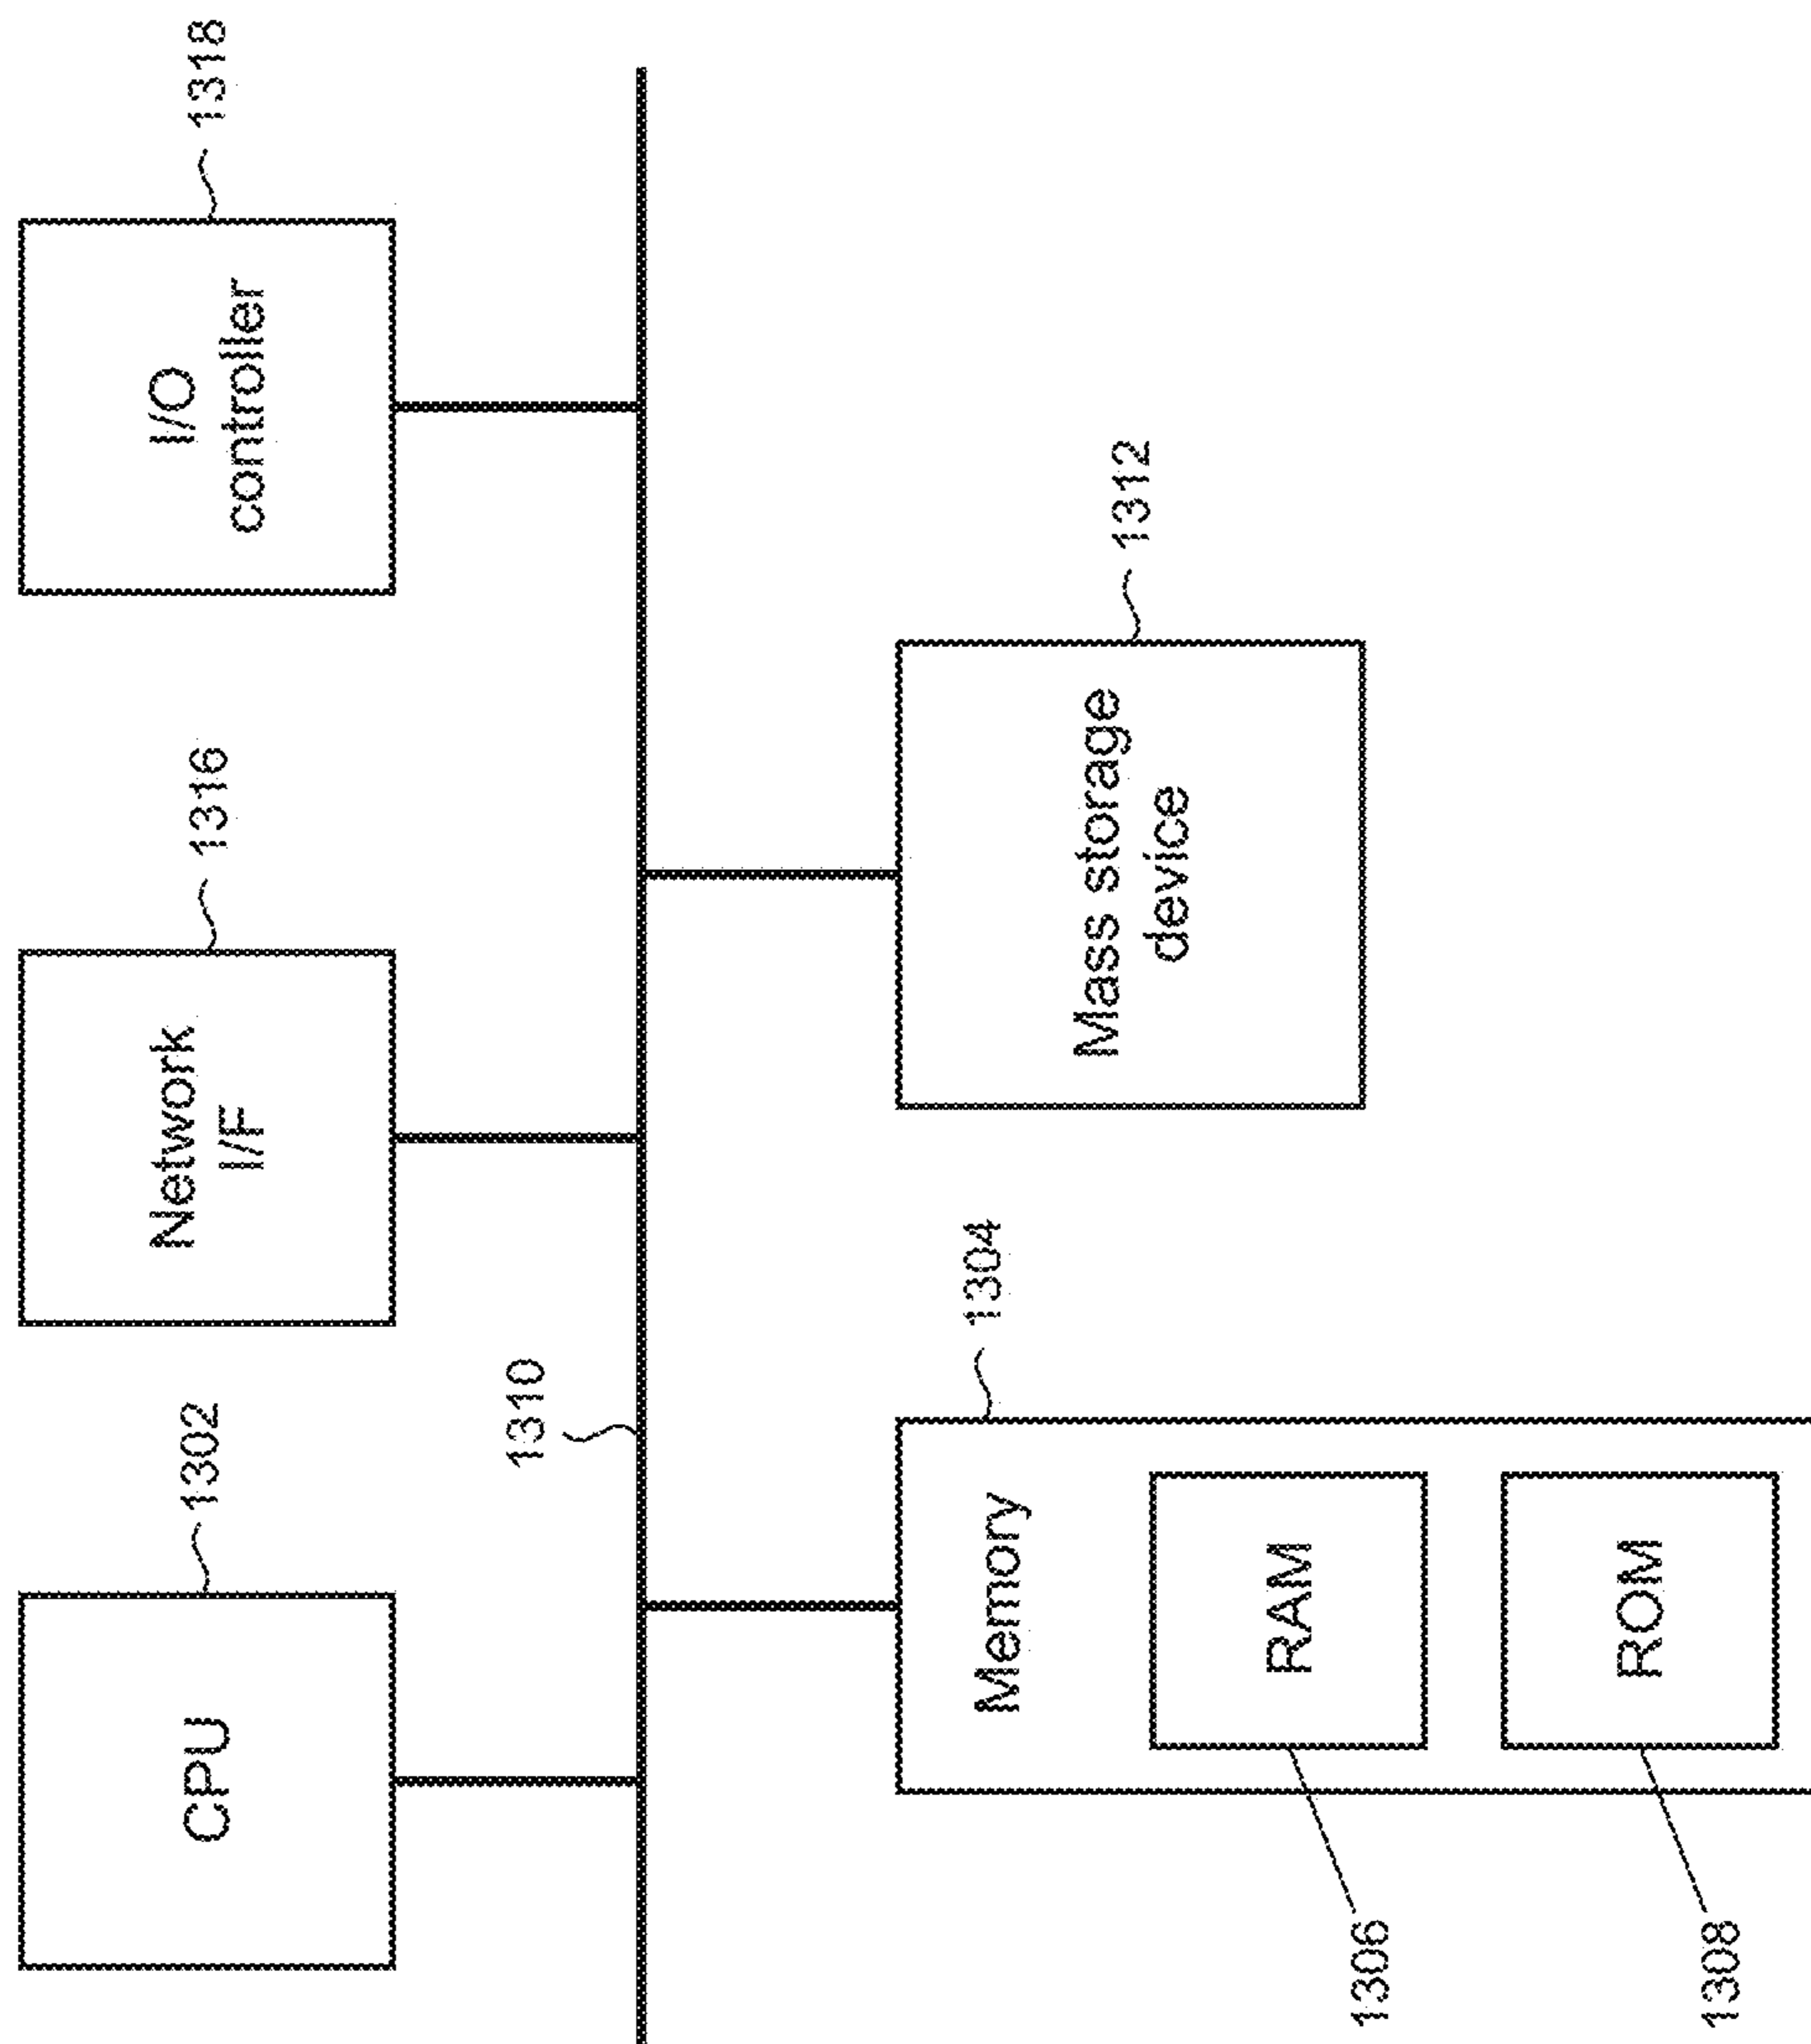 CPU
1302
Network
I/F
1316
I/O
controller
1318
1310
Memory
1304
RAM
1306
ROM
1308
Mass storage
device
1312